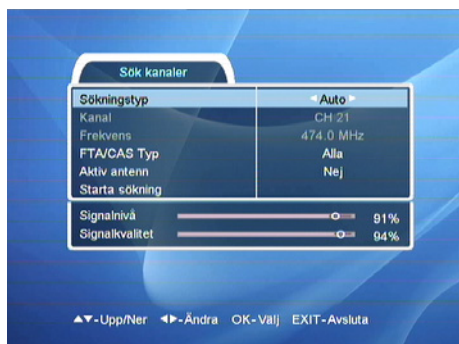 Sök kanaler
Sökningstyp Auto
Kanal CH 21
Frekvens 474.0 MHz
FTA/CAS Typ Alla
Aktiv antenn Nej
Starta sökning
Signalnivå 91%
Signalkvalitet 94%
▲▼-Upp/Ner ◀▶-Ändra OK-Välj EXIT-Avsluta